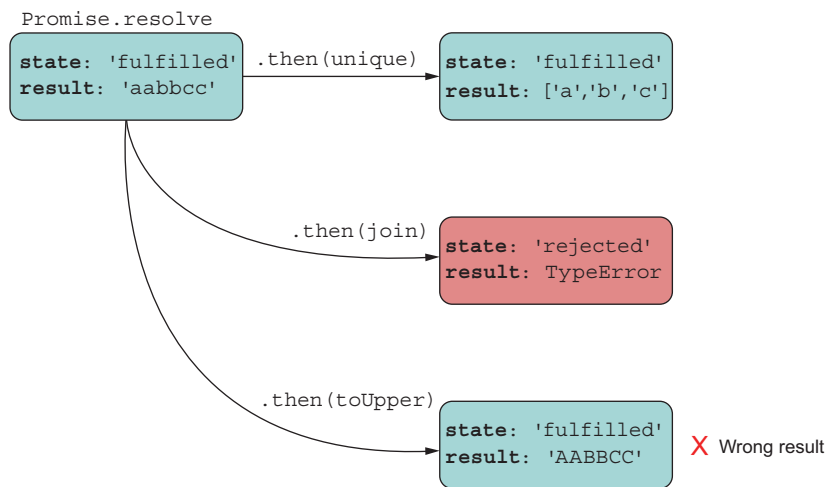 Promise.resolve
state: 'fulfilled'
result: 'aabbcc'
.then(unique)
state: 'fulfilled'
result: ['a','b','c']
.then(join)
state: 'rejected'
result: TypeError
.then(toUpper)
state: 'fulfilled'
result: 'AABBCC'
X Wrong result